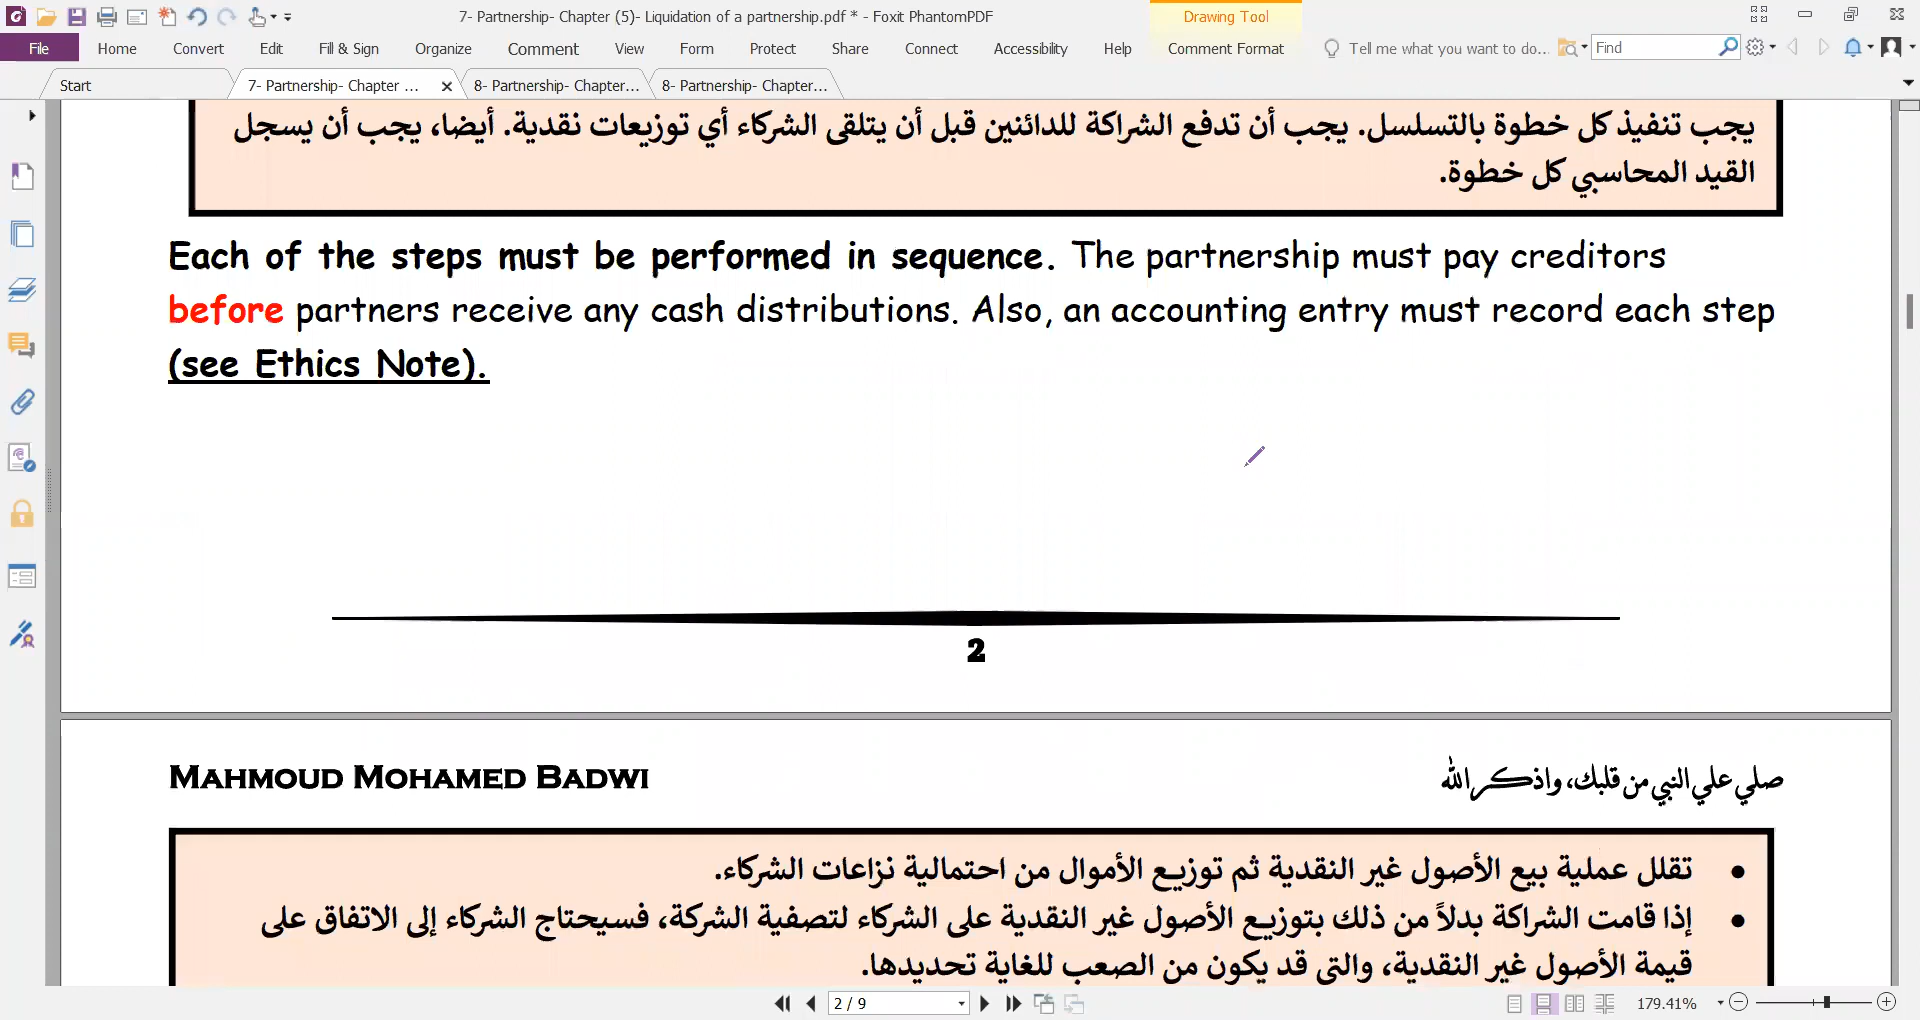 7- Partnership- Chapter (5)- Liquidation of a partnership.pdf * - Foxit PhantomPDF
Drawing Tool
File Home Convert Edit Fill & Sign Organize Comment View Form Protect Share Connect Accessibility Help Comment Format Tell me what you want to do... Find
Start 7- Partnership- Chapter ... 8- Partnership- Chapter... 8- Partnership- Chapter...
يجب تنفيذ كل خطوة بالتسلسل. يجب أن تدفع الشراكة للدائنين قبل أن يتلقى الشركاء أي توزيعات نقدية. أيضا، يجب أن يسجل
القيد المحاسبي كل خطوة.
Each of the steps must be performed in sequence. The partnership must pay creditors
before partners receive any cash distributions. Also, an accounting entry must record each step
(see Ethics Note).
2
MAHMOUD MOHAMED BADWI
صلي علي النبي من قلبك، واذكر الله
• تقلل عملية بيع الأصول غير النقدية ثم توزيع الأموال من احتمالية نزاعات الشركاء.
• إذا قامت الشراكة بدلاً من ذلك بتوزيع الأصول غير النقدية على الشركاء لتصفية الشركة، فسيحتاج الشركاء إلى الاتفاق على
قيمة الأصول غير النقدية، والتي قد يكون من الصعب للغاية تحديدها.
2 / 9
179.41%